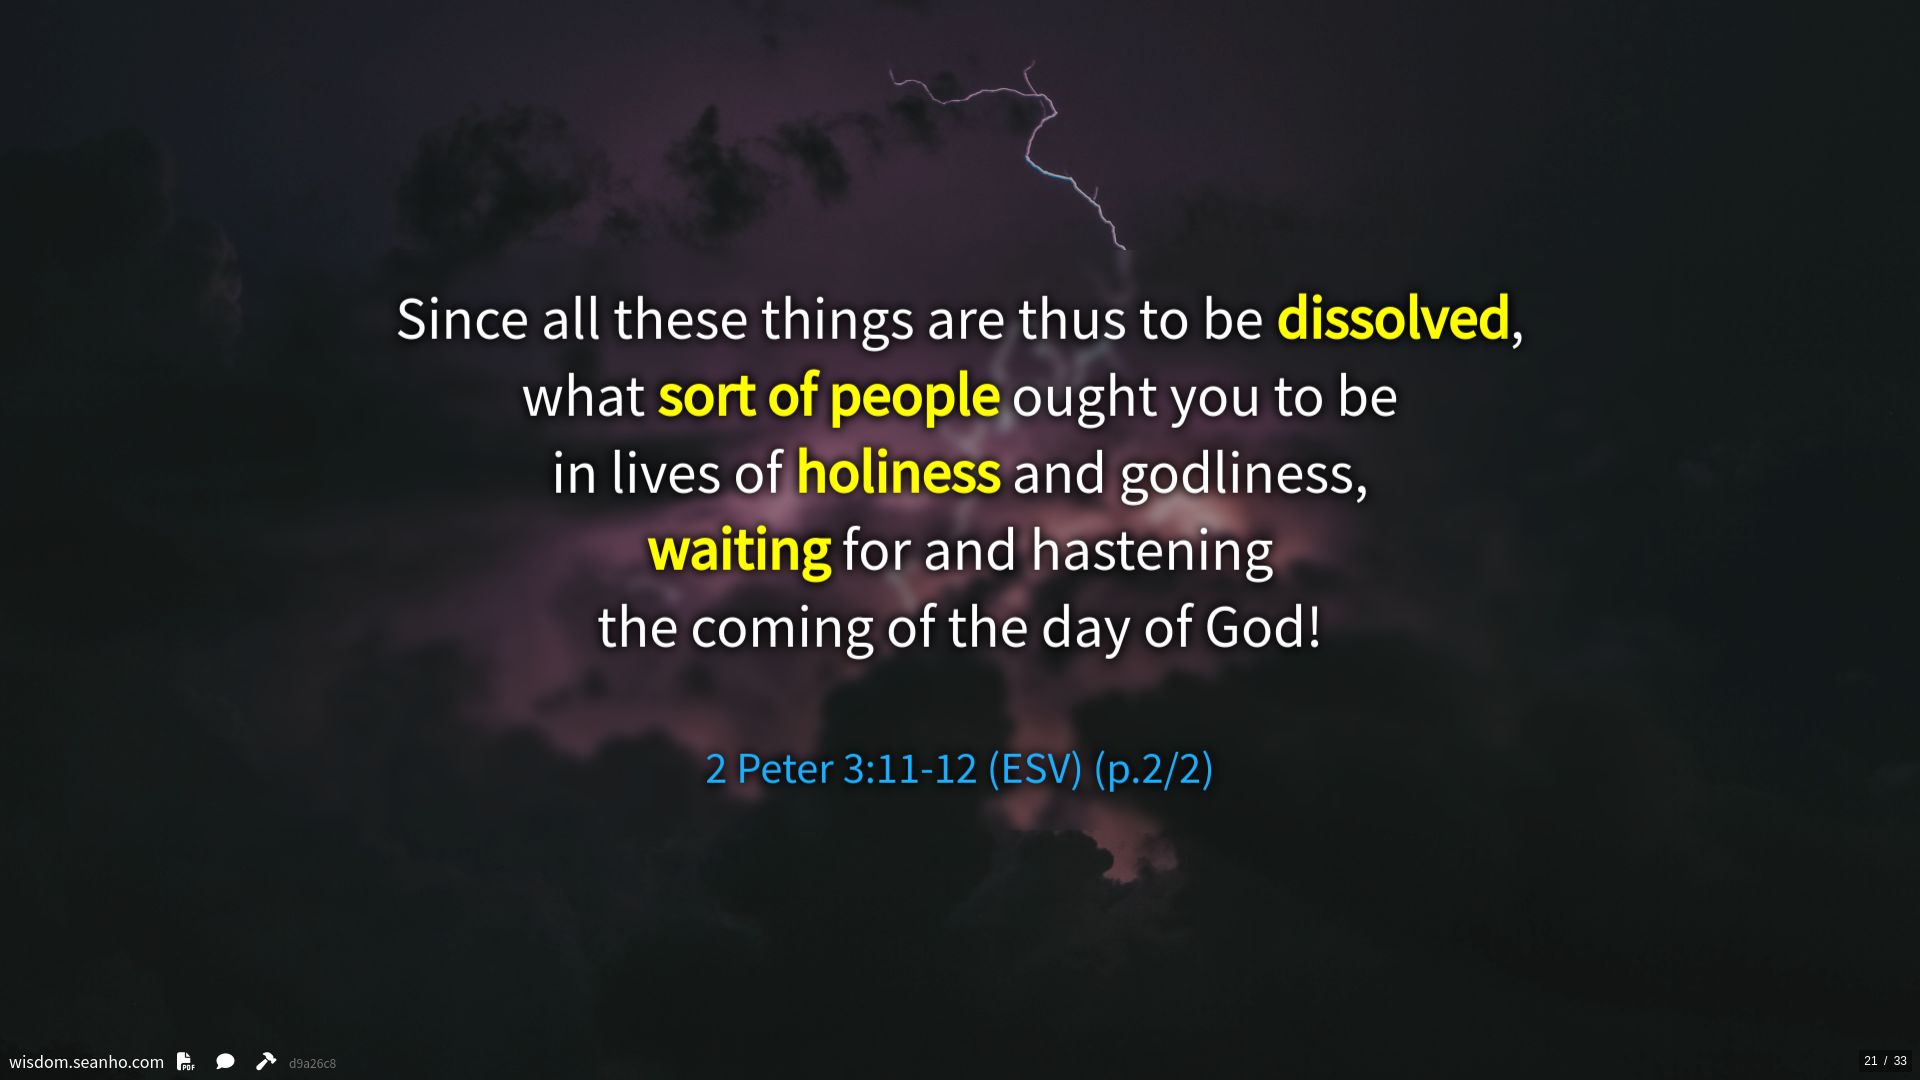 Since all these things are thus to be dissolved,
what sort of people ought you to be
in lives of holiness and godliness,
waiting for and hastening
the coming of the day of God!
2 Peter 3:11-12 (ESV) (p.2/2)
wisdom.seanho.com PDF d9a26c8
21 / 33